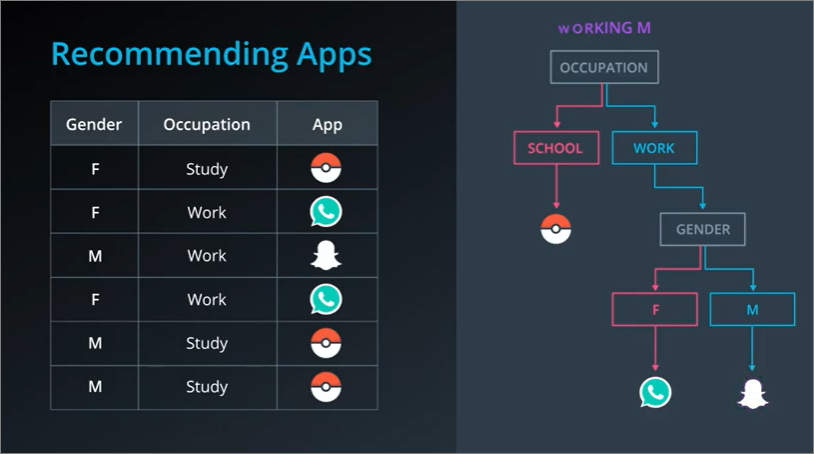 Recommending Apps
Gender Occupation App
F Study
F Work
M Work
F Work
M Study
M Study
WORKING M
OCCUPATION
SCHOOL WORK
GENDER
F M